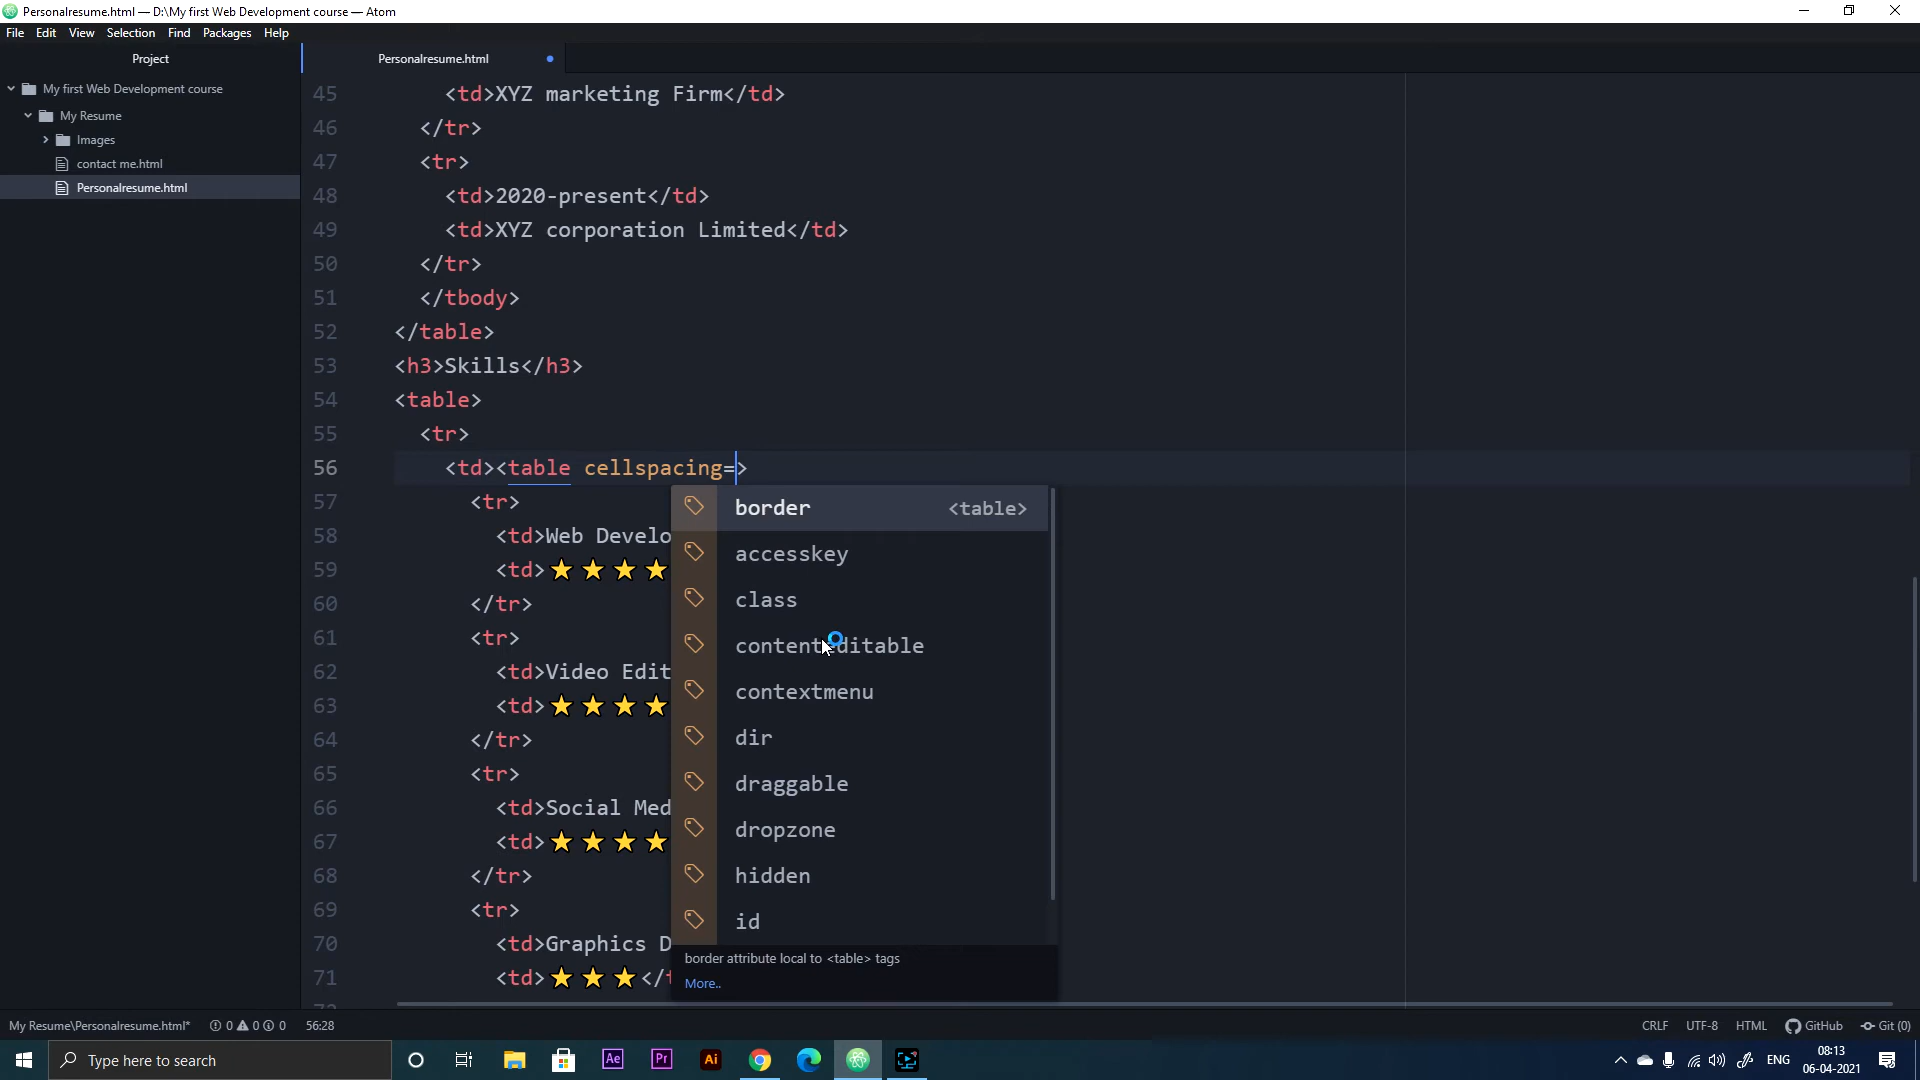 Personalresume.html — D:\My first Web Development course — Atom
File Edit View Selection Find Packages Help
Project
Personalresume.html
My first Web Development course
My Resume
Images
contact me.html
Personalresume.html
45 <td>XYZ marketing Firm</td>
46 </tr>
47 <tr>
48 <td>2020-present</td>
49 <td>XYZ corporation Limited</td>
50 </tr>
51 </tbody>
52 </table>
53 <h3>Skills</h3>
54 <table>
55 <tr>
56 <td><table cellspacing=>
57 <tr>
58 <td>Web Develo
59 <td>⭐⭐⭐⭐
60 </tr>
61 <tr>
62 <td>Video Edit
63 <td>⭐⭐⭐⭐
64 </tr>
65 <tr>
66 <td>Social Med
67 <td>⭐⭐⭐⭐
68 </tr>
69 <tr>
70 <td>Graphics D
71 <td>⭐⭐⭐</
border <table>
accesskey
class
contenteditable
contextmenu
dir
draggable
dropzone
hidden
id
border attribute local to <table> tags
More..
My Resume\Personalresume.html* 0 0 0 56:28
CRLF UTF-8 HTML GitHub Git (0)
Type here to search
Ae Pr Ai
ENG
08:13
06-04-2021